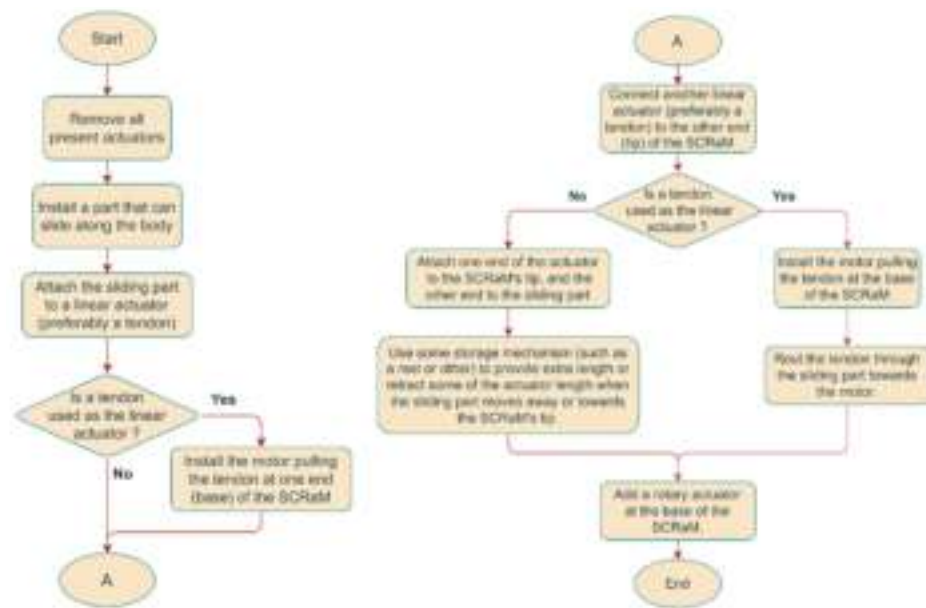 Start
Remove all
present actuators
Install a part that can
slide along the body
Attach the sliding part
to a linear actuator
(preferably a tendon)
Is a tendon
used as the linear
actuator ?
Yes
No
Install the motor pulling
the tendon at one end
(base) of the SCRaM
A
A
Connect another linear
actuator (preferably a
tendon) to the other end
(tip) of the SCRaM
Is a tendon
used as the linear
actuator ?
No
Yes
Attach one end of the actuator
to the SCRaM's tip, and the
other end to the sliding part
Use some storage mechanism (such as
a reel or other) to provide extra length or
retract some of the actuator length when
the sliding part moves away or towards
the SCRaM's tip
Install the motor pulling
the tendon at the base
of the SCRaM
Rout the tendon through
the sliding part towards
the motor
Add a rotary actuator
at the base of the
SCRaM
End